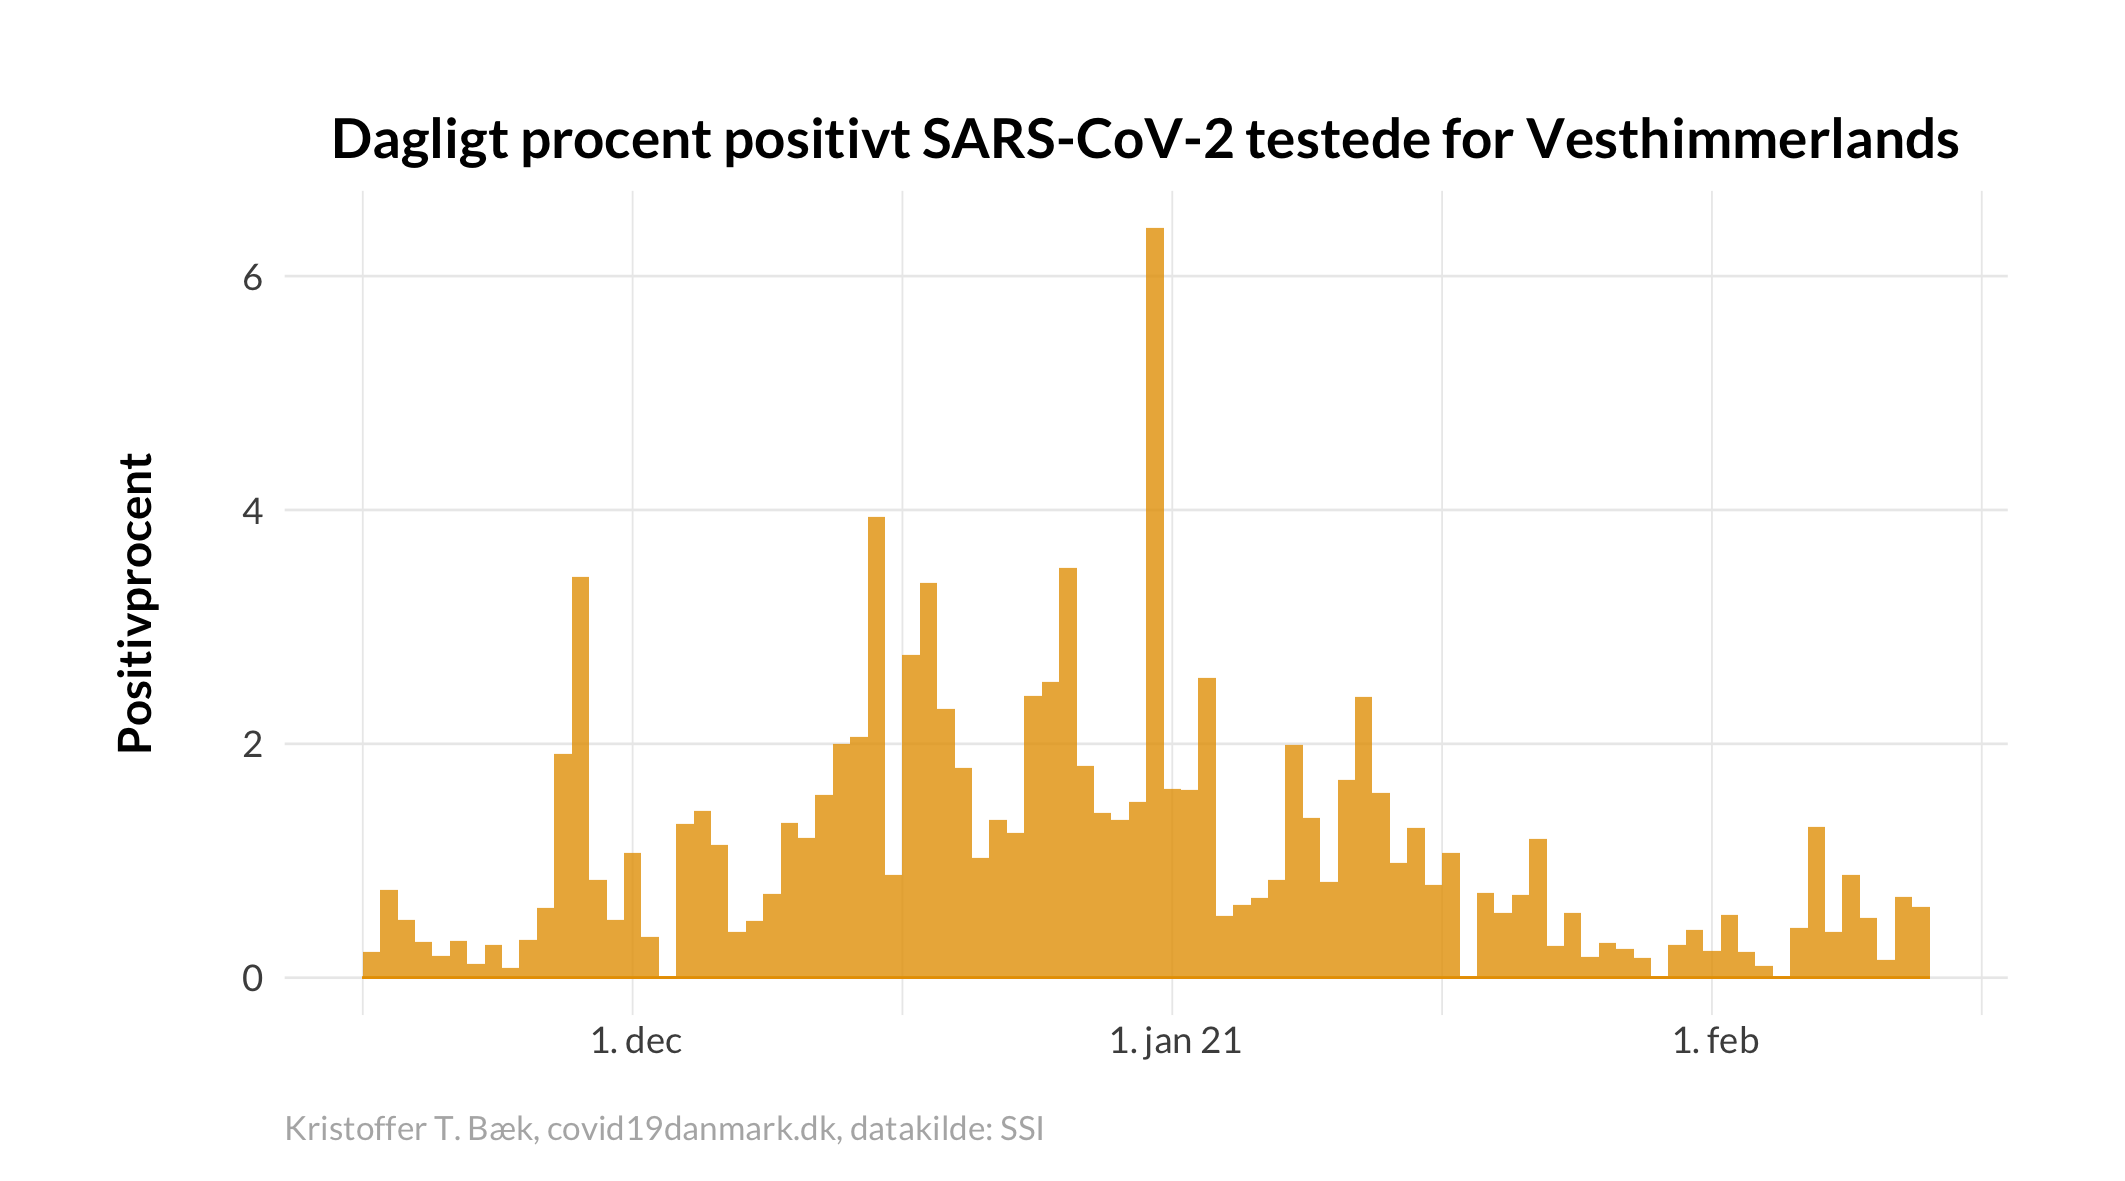 Dagligt procent positivt SARS-CoV-2 testede for Vesthimmerlands
Positivprocent
6
4
2
0
1. dec
1. jan 21
1. feb
Kristoffer T. Bæk, covid19danmark.dk, datakilde: SSI